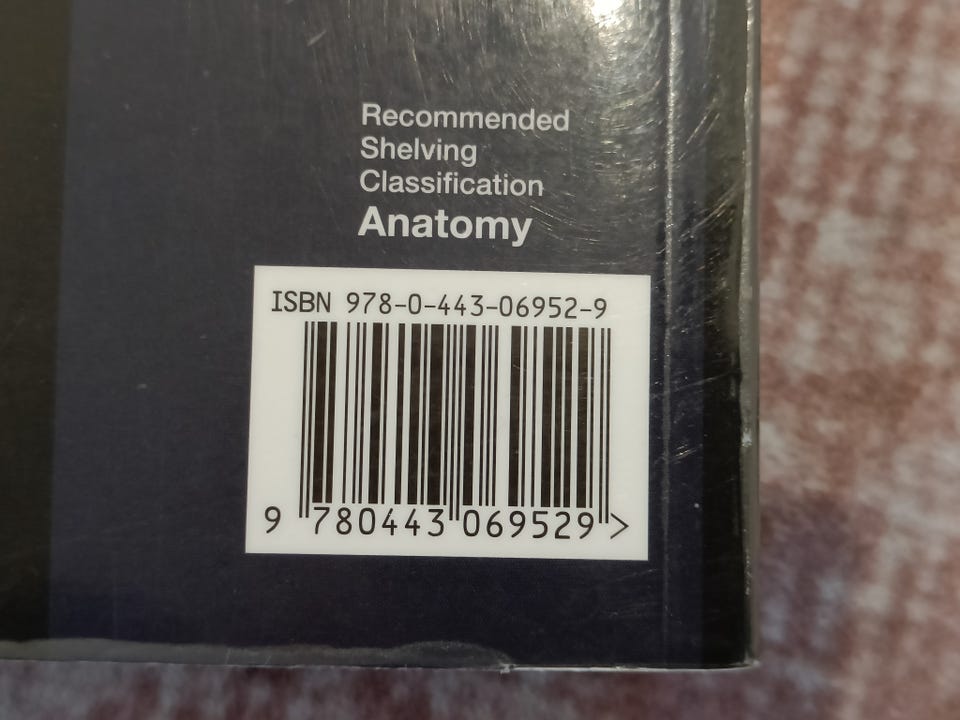 Recommended
Shelving
Classification
Anatomy
ISBN 978-0-443-06952-9
9 780443 069529 >